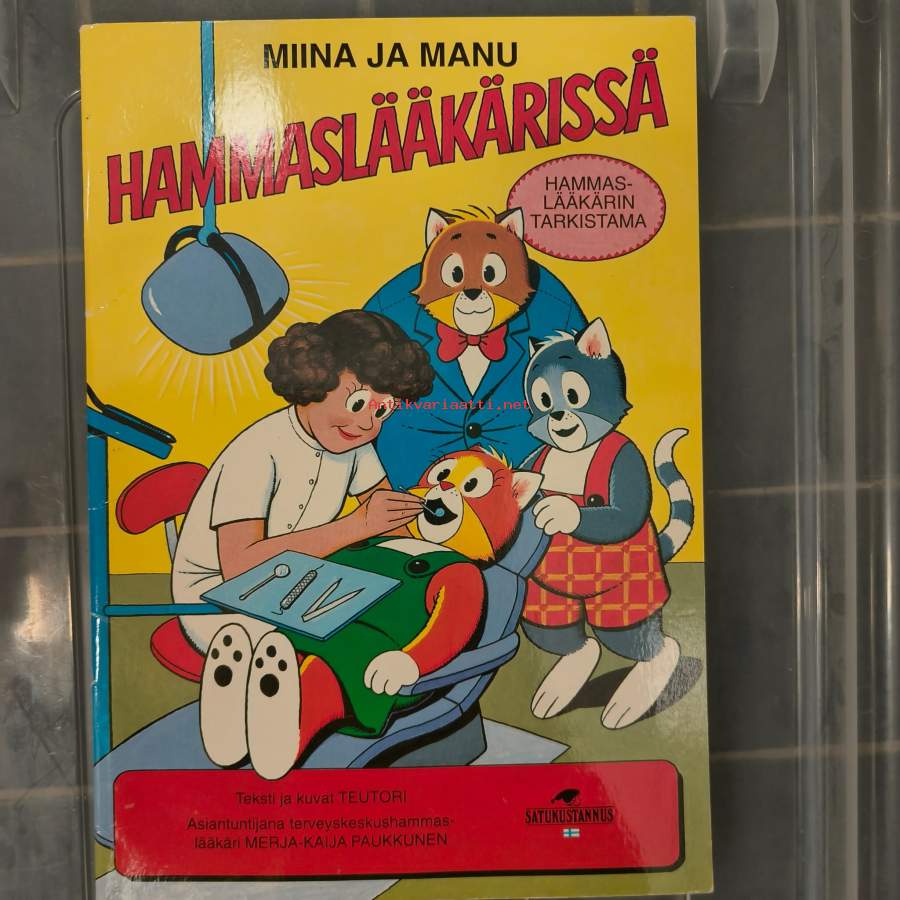 MIINA JA MANU
HAMMASLÄÄKÄRISSÄ
HAMMAS-
LÄÄKÄRIN
TARKISTAMA
Antikvariaatti.net
Teksti ja kuvat TEUTORI
Asiantuntijana terveyskeskushammas-
lääkäri MERJA-KAIJA PAUKKUNEN
SATUKUSTANNUS